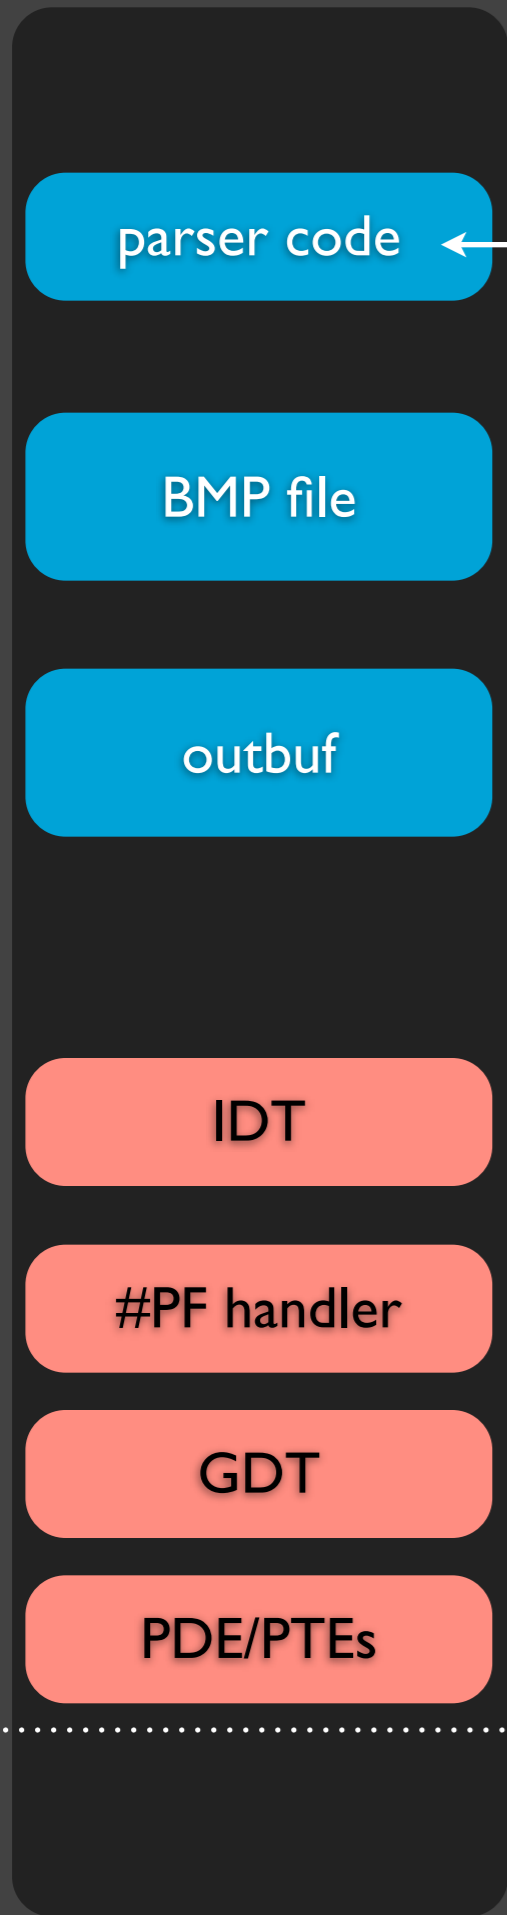 parser code
BMP file
outbuf
IDT
#PF handler
GDT
PDE/PTEs